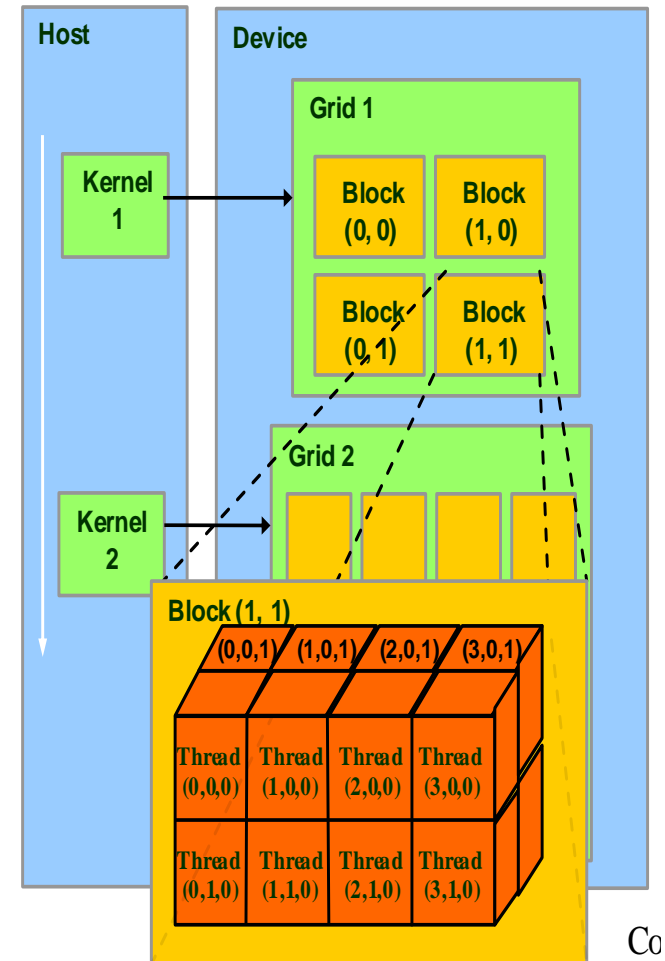 Host
Device
Grid 1
Kernel
1
Block
(0, 0)
Block
(1, 0)
Block
(0, 1)
Block
(1, 1)
Grid 2
Kernel
2
Block (1, 1)
(0,0,1) (1,0,1) (2,0,1) (3,0,1)
Thread
(0,0,0)
Thread
(1,0,0)
Thread
(2,0,0)
Thread
(3,0,0)
Thread
(0,1,0)
Thread
(1,1,0)
Thread
(2,1,0)
Thread
(3,1,0)
Co